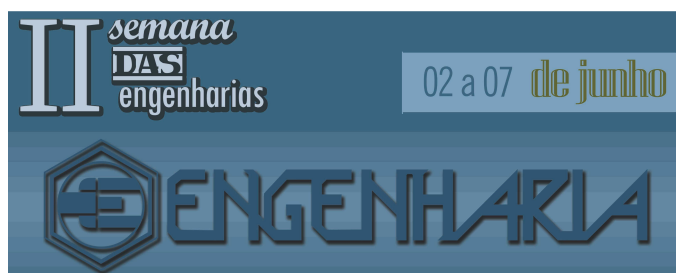 II semana
DAS
engenharias
02 a 07 de junho
ENGENHARIA